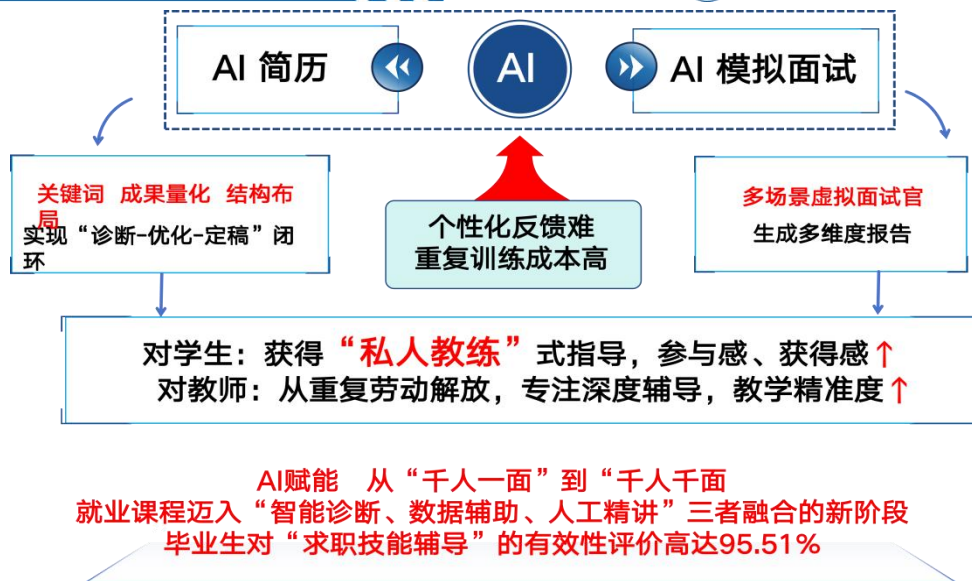 AI 简历
AI
AI 模拟面试
关键词 成果量化 结构布
局
实现“诊断-优化-定稿”闭
环
个性化反馈难
重复训练成本高
多场景虚拟面试官
生成多维度报告
对学生：获得“私人教练”式指导，参与感、获得感↑
对教师：从重复劳动解放，专注深度辅导，教学精准度↑
AI赋能 从“千人一面”到“千人千面
就业课程迈入“智能诊断、数据辅助、人工精讲”三者融合的新阶段
毕业生对“求职技能辅导”的有效性评价高达95.51%